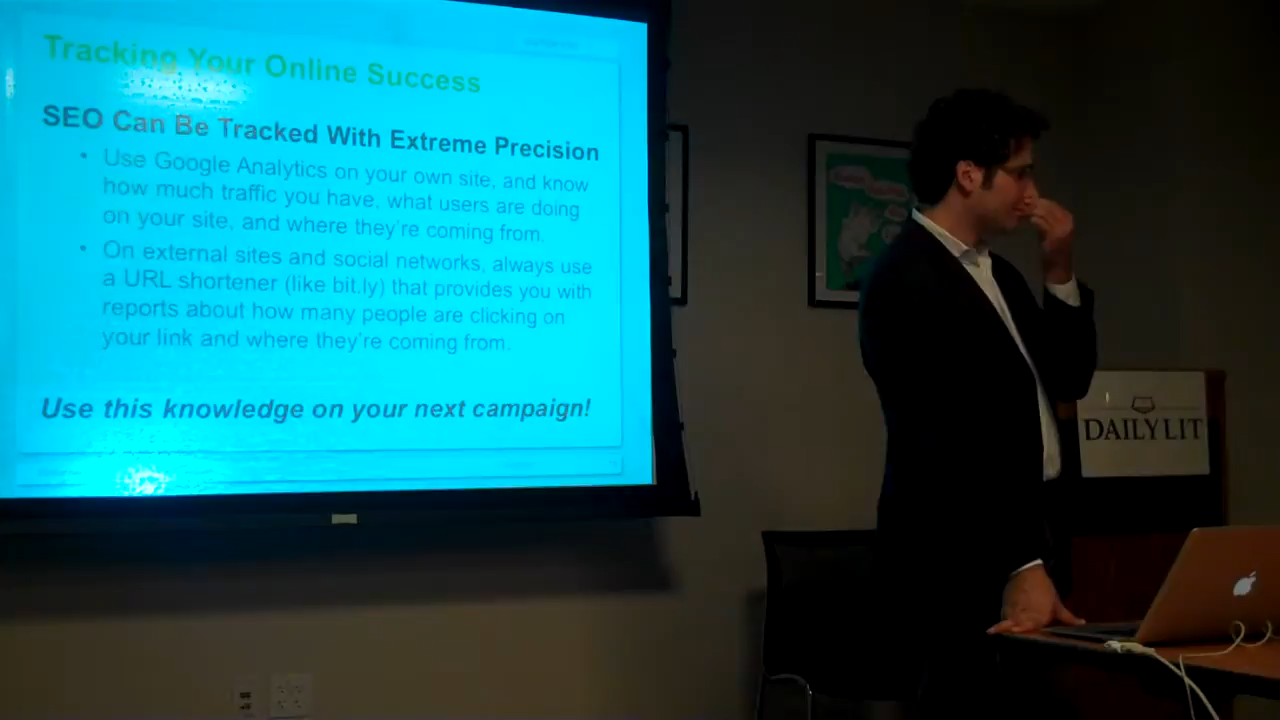 Tracking Your Online Success
SEO Can Be Tracked With Extreme Precision
• Use Google Analytics on your own site, and know
how much traffic you have, what users are doing
on your site, and where they're coming from.
• On external sites and social networks, always use
a URL shortener (like bit.ly) that provides you with
reports about how many people are clicking on
your link and where they're coming from.
Use this knowledge on your next campaign!
DAILYLIT